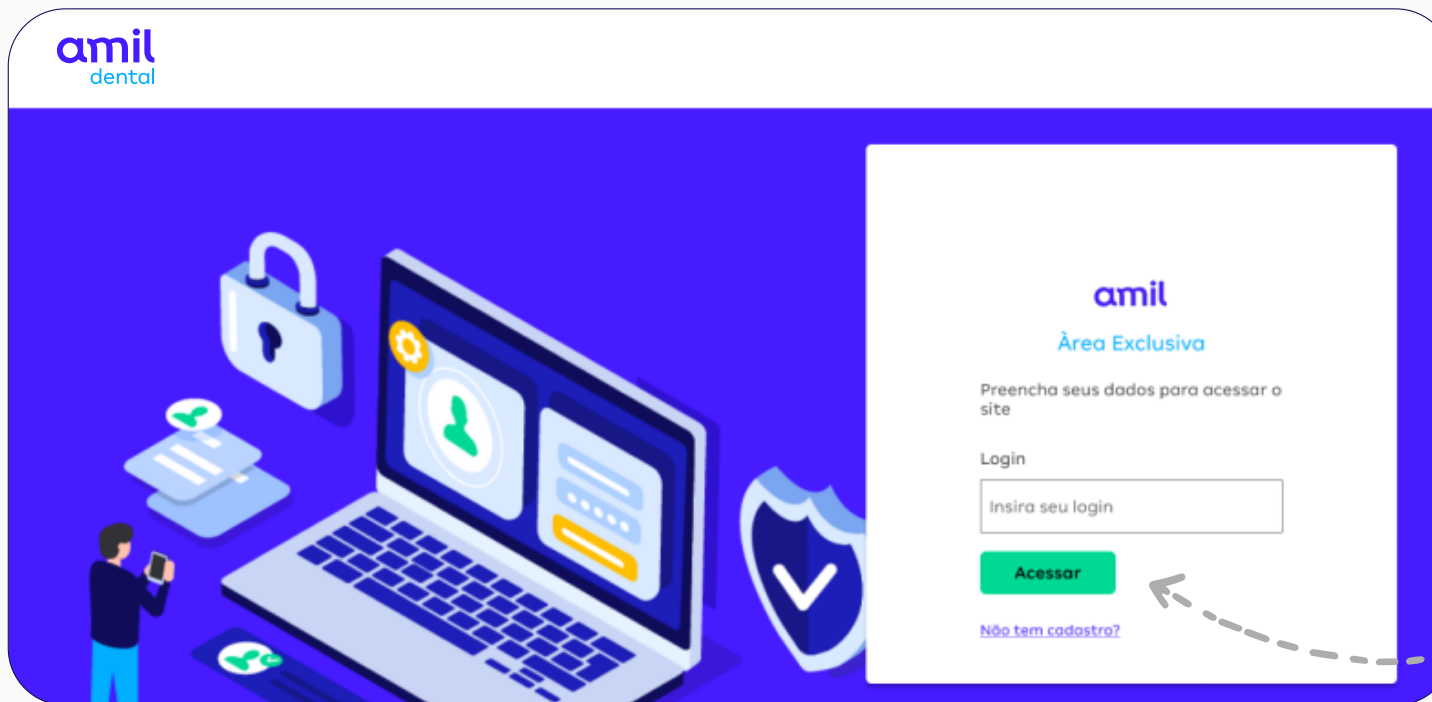 amil
dental
amil
Àrea Exclusiva
Preencha seus dados para acessar o
site
Login
Insira seu login
Acessar
Não tem cadastro?